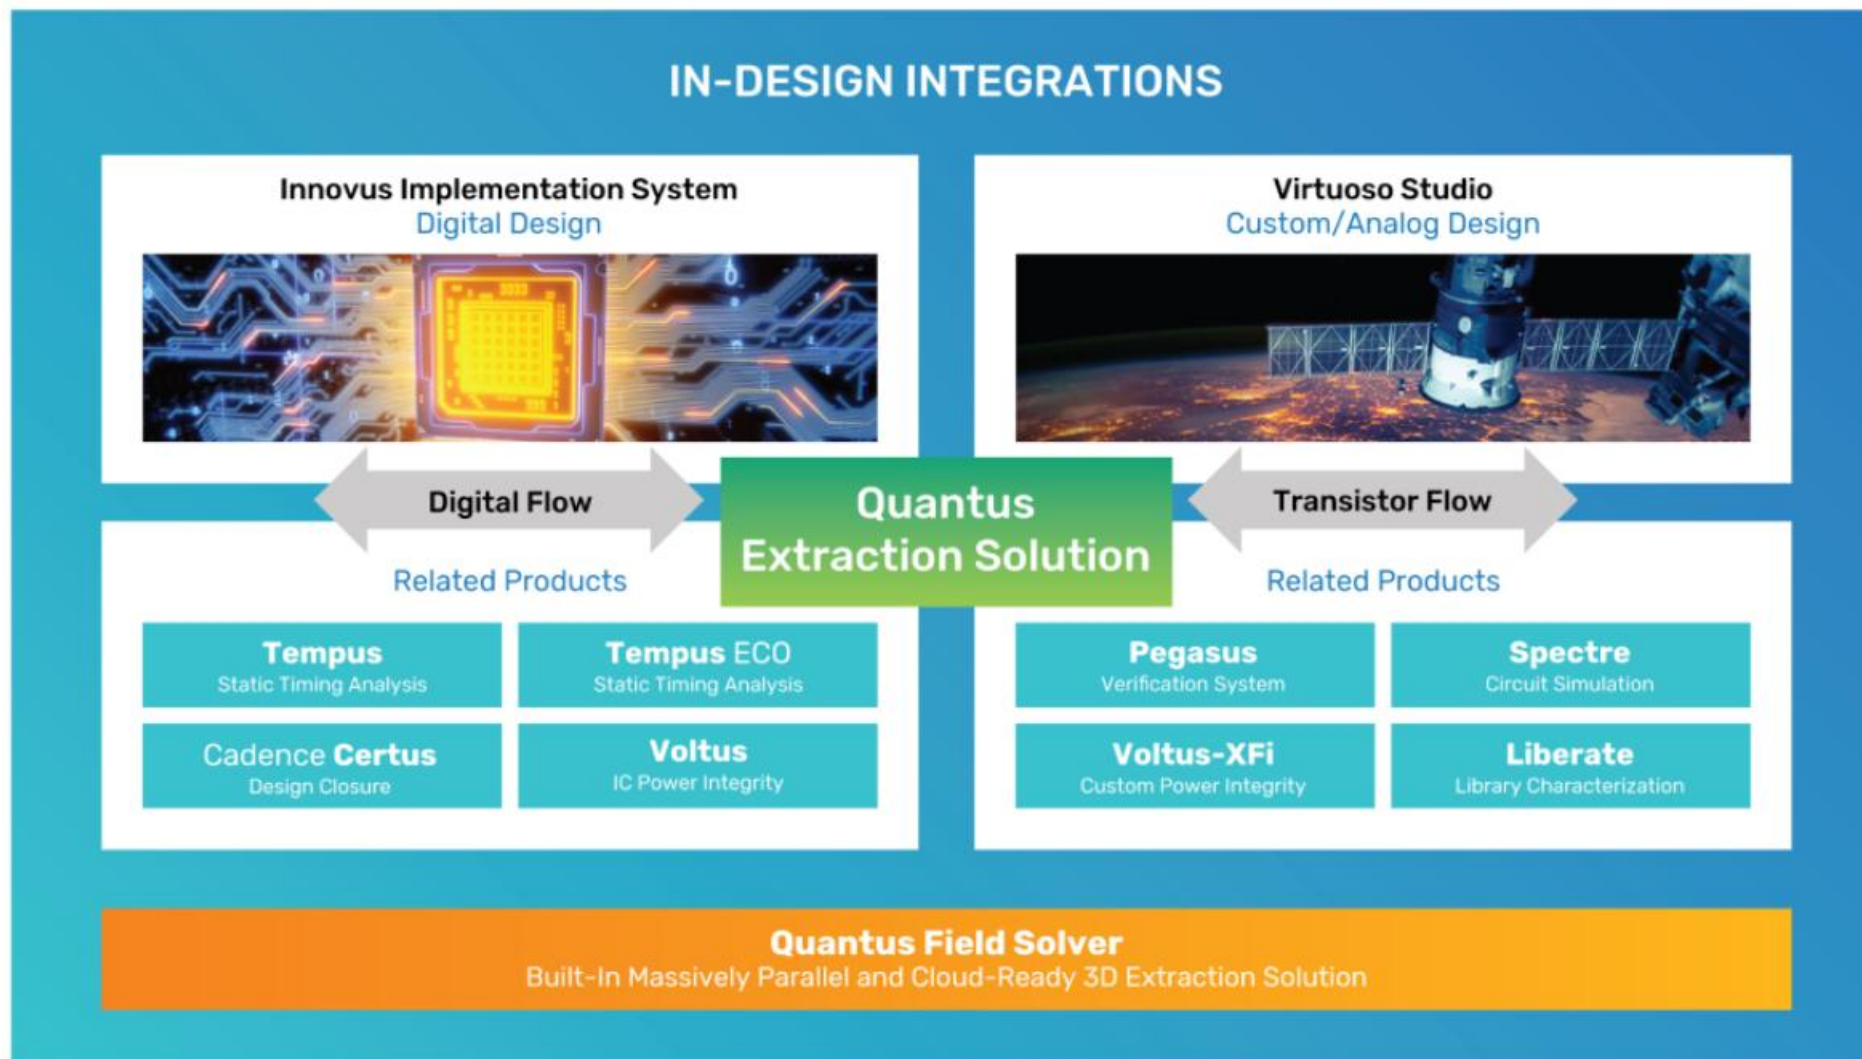 IN-DESIGN INTEGRATIONS
Innovus Implementation System
Digital Design
Virtuoso Studio
Custom/Analog Design
Digital Flow
Quantus
Extraction Solution
Transistor Flow
Related Products
Tempus
Static Timing Analysis
Tempus ECO
Static Timing Analysis
Cadence Certus
Design Closure
Voltus
IC Power Integrity
Related Products
Pegasus
Verification System
Spectre
Circuit Simulation
Voltus-XFi
Custom Power Integrity
Liberate
Library Characterization
Quantus Field Solver
Built-In Massively Parallel and Cloud-Ready 3D Extraction Solution